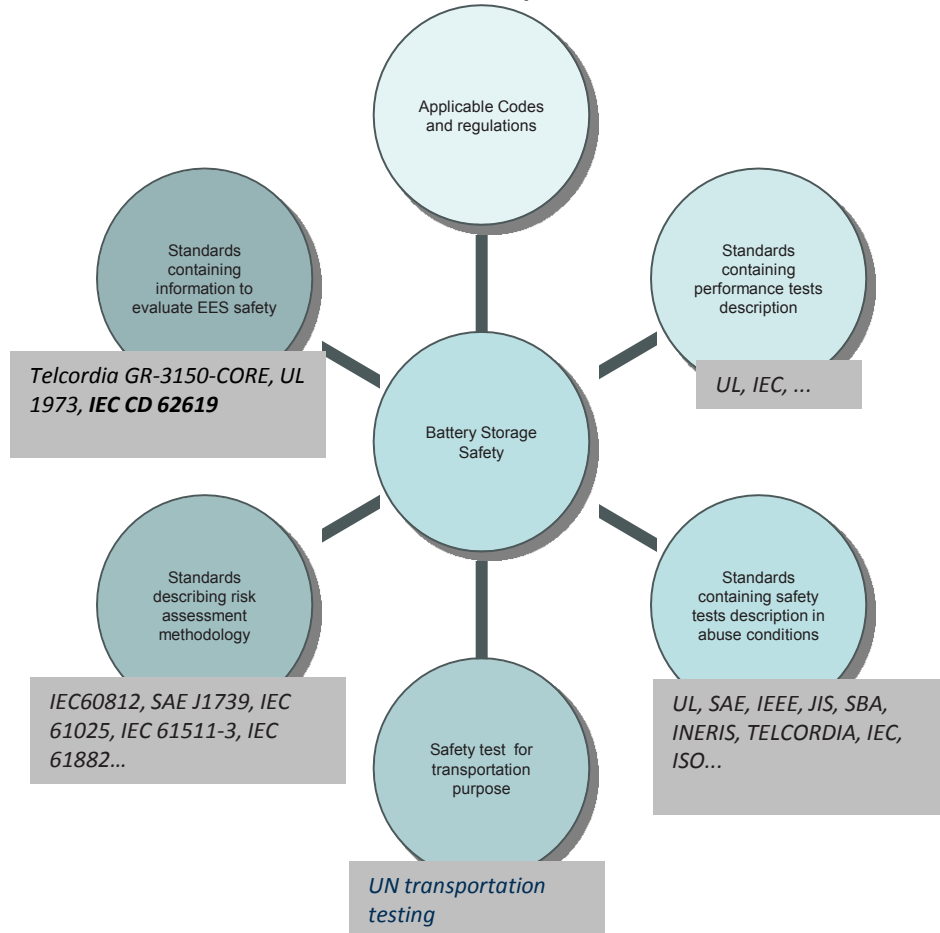 Applicable Codes
and regulations
Standards
containing
information to
evaluate EES safety
Telcordia GR-3150-CORE, UL
1973, IEC CD 62619
Standards
containing
performance tests
description
UL, IEC, ...
Battery Storage
Safety
Standards
describing risk
assessment
methodology
IEC60812, SAE J1739, IEC
61025, IEC 61511-3, IEC
61882…
Standards
containing safety
tests description in
abuse conditions
UL, SAE, IEEE, JIS, SBA,
INERIS, TELCORDIA, IEC,
ISO...
Safety test for
transportation
purpose
UN transportation
testing